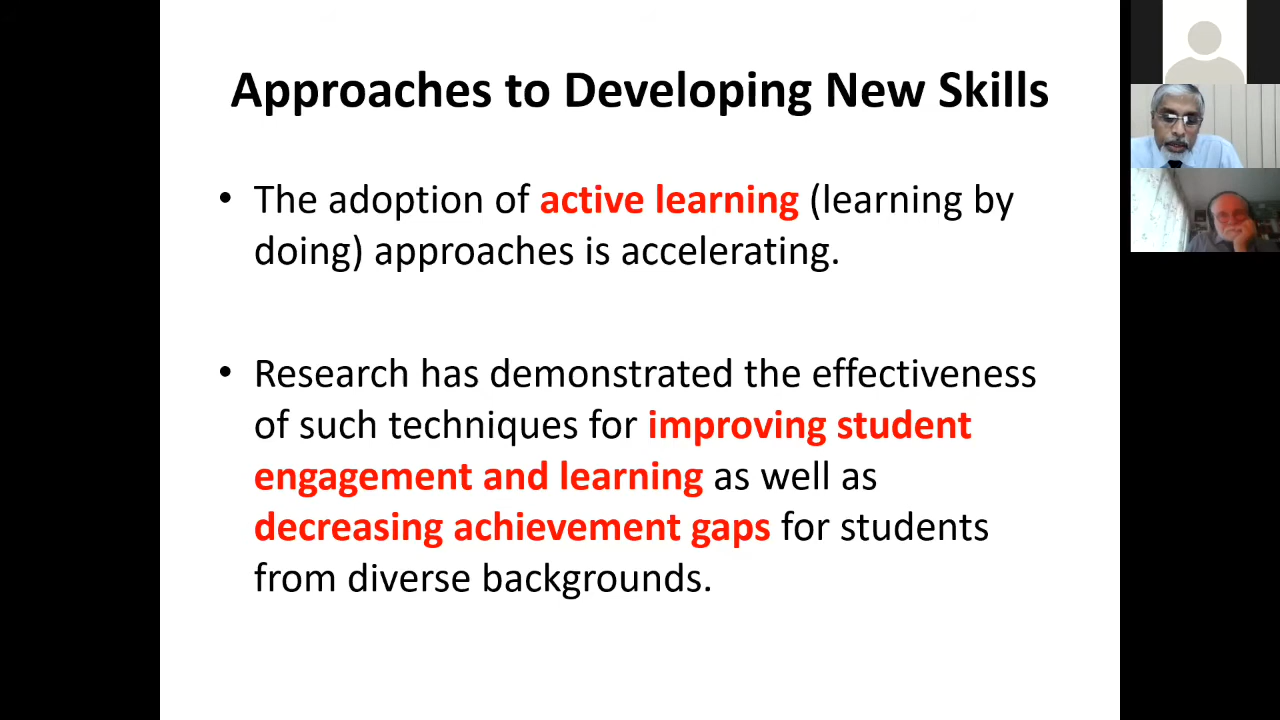 Approaches to Developing New Skills
• The adoption of active learning (learning by
doing) approaches is accelerating.
• Research has demonstrated the effectiveness
of such techniques for improving student
engagement and learning as well as
decreasing achievement gaps for students
from diverse backgrounds.